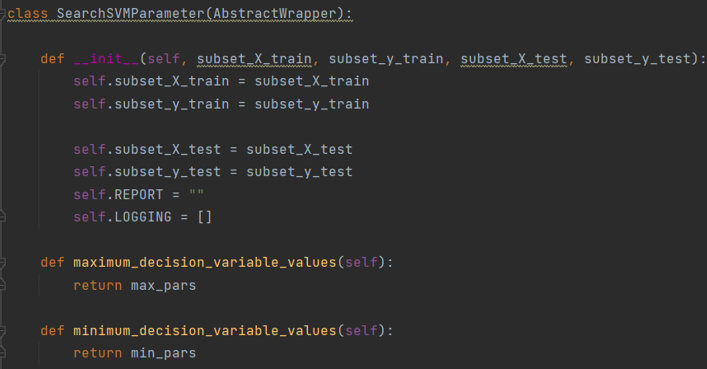 class SearchSVMParameter(AbstractWrapper):
def __init__(self, subset_X_train, subset_y_train, subset_X_test, subset_y_test):
self.subset_X_train = subset_X_train
self.subset_y_train = subset_y_train
self.subset_X_test = subset_X_test
self.subset_y_test = subset_y_test
self.REPORT = ""
self.LOGGING = []
def maximum_decision_variable_values(self):
return max_pars
def minimum_decision_variable_values(self):
return min_pars